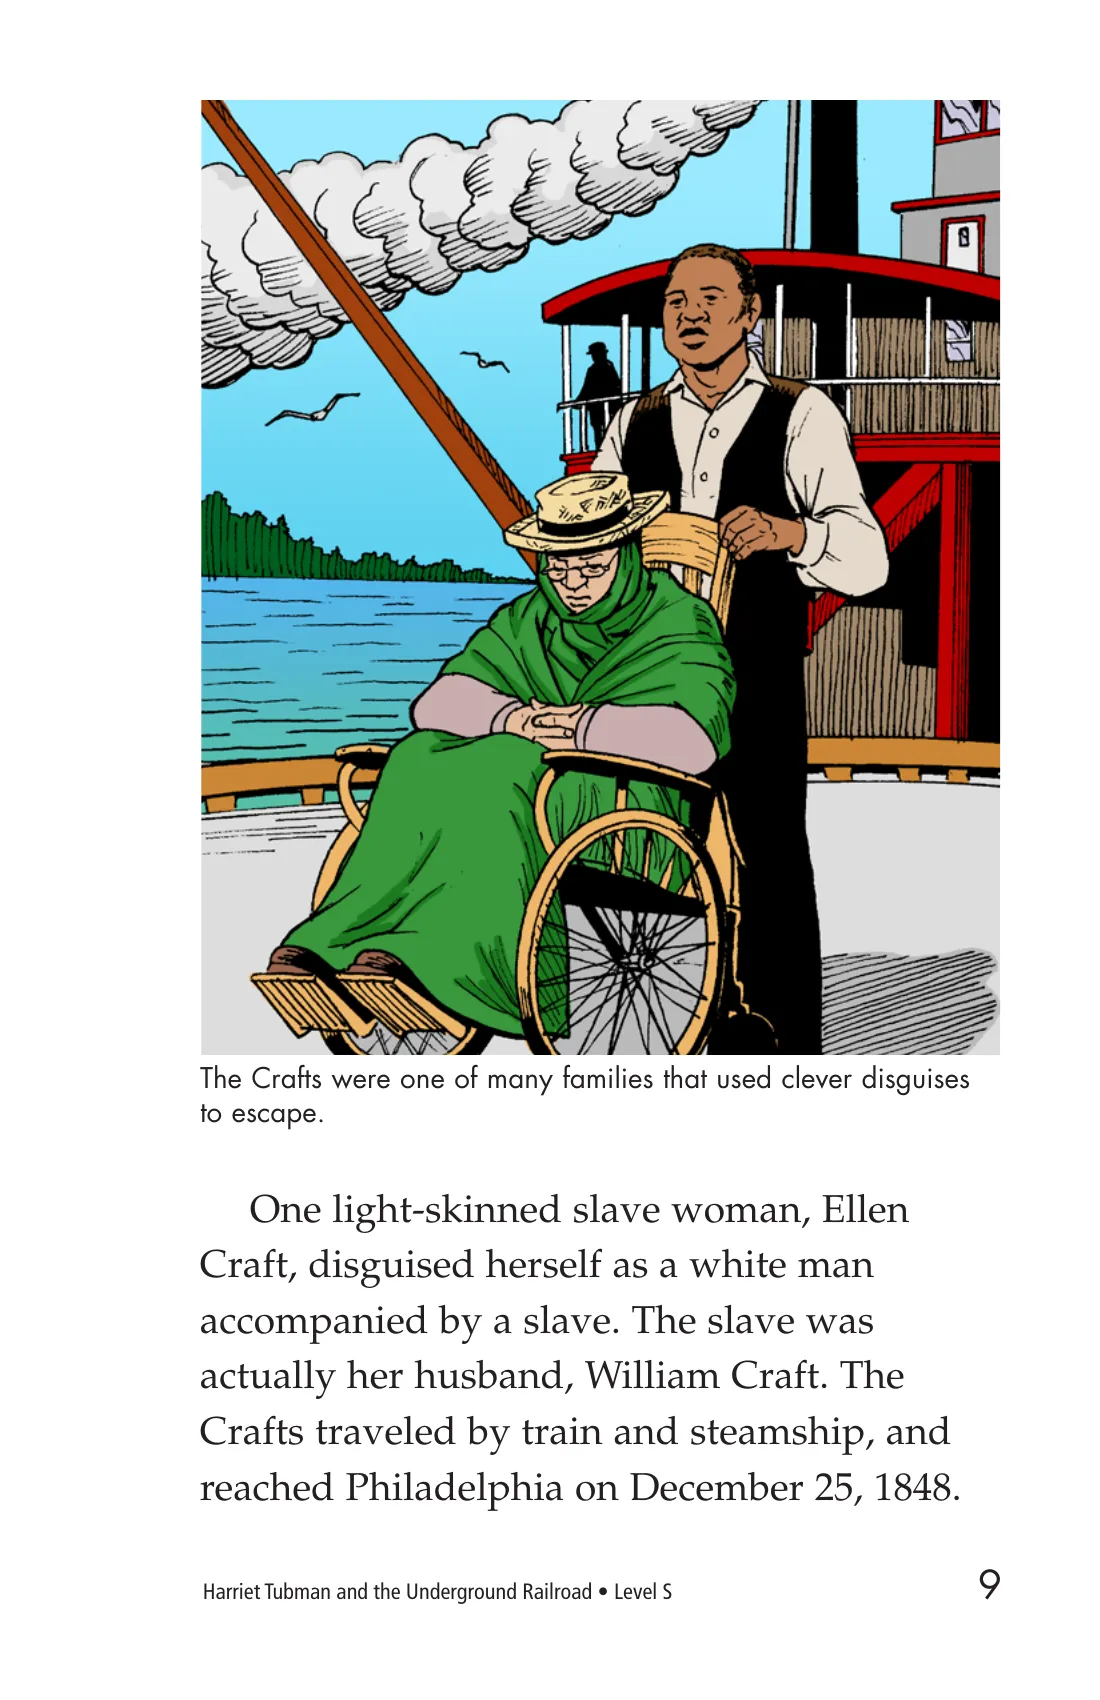 The Crafts were one of many families that used clever disguises
to escape.
One light-skinned slave woman, Ellen
Craft, disguised herself as a white man
accompanied by a slave. The slave was
actually her husband, William Craft. The
Crafts traveled by train and steamship, and
reached Philadelphia on December 25, 1848.
Harriet Tubman and the Underground Railroad • Level S 9